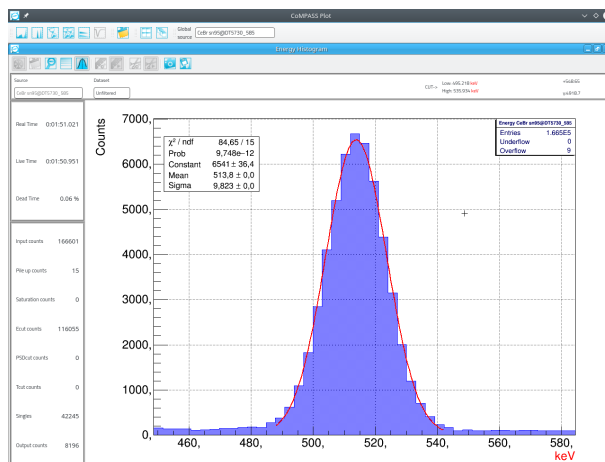 CoMPASS Plot
Global source CeBr sn95@DT5730_585
Energy Histogram
Source
CeBr sn95@DT5730_585
Dataset
Unfiltered
CUT->
Low: 495.218 keV
High: 535.934 keV
Real Time 0:01:51.021
Live Time 0:01:50.951
Dead Time 0.06 %
Input counts 166601
Pile up counts 15
Saturation counts 0
Ecut counts 116055
PSDcut counts 0
Tcut counts 0
Singles 42245
Output counts 8196
Counts
7000,
6000,
5000,
4000,
3000,
2000,
1000,
0,
χ² / ndf 84,65 / 15
Prob 9,748e−12
Constant 6541 ± 36,4
Mean 513,8 ± 0,0
Sigma 9,823 ± 0,0
Energy CeBr sn95@DT5730_585
Entries 1.665E5
Underflow 0
Overflow 9
460, 480, 500, 520, 540, 560, 580,
keV